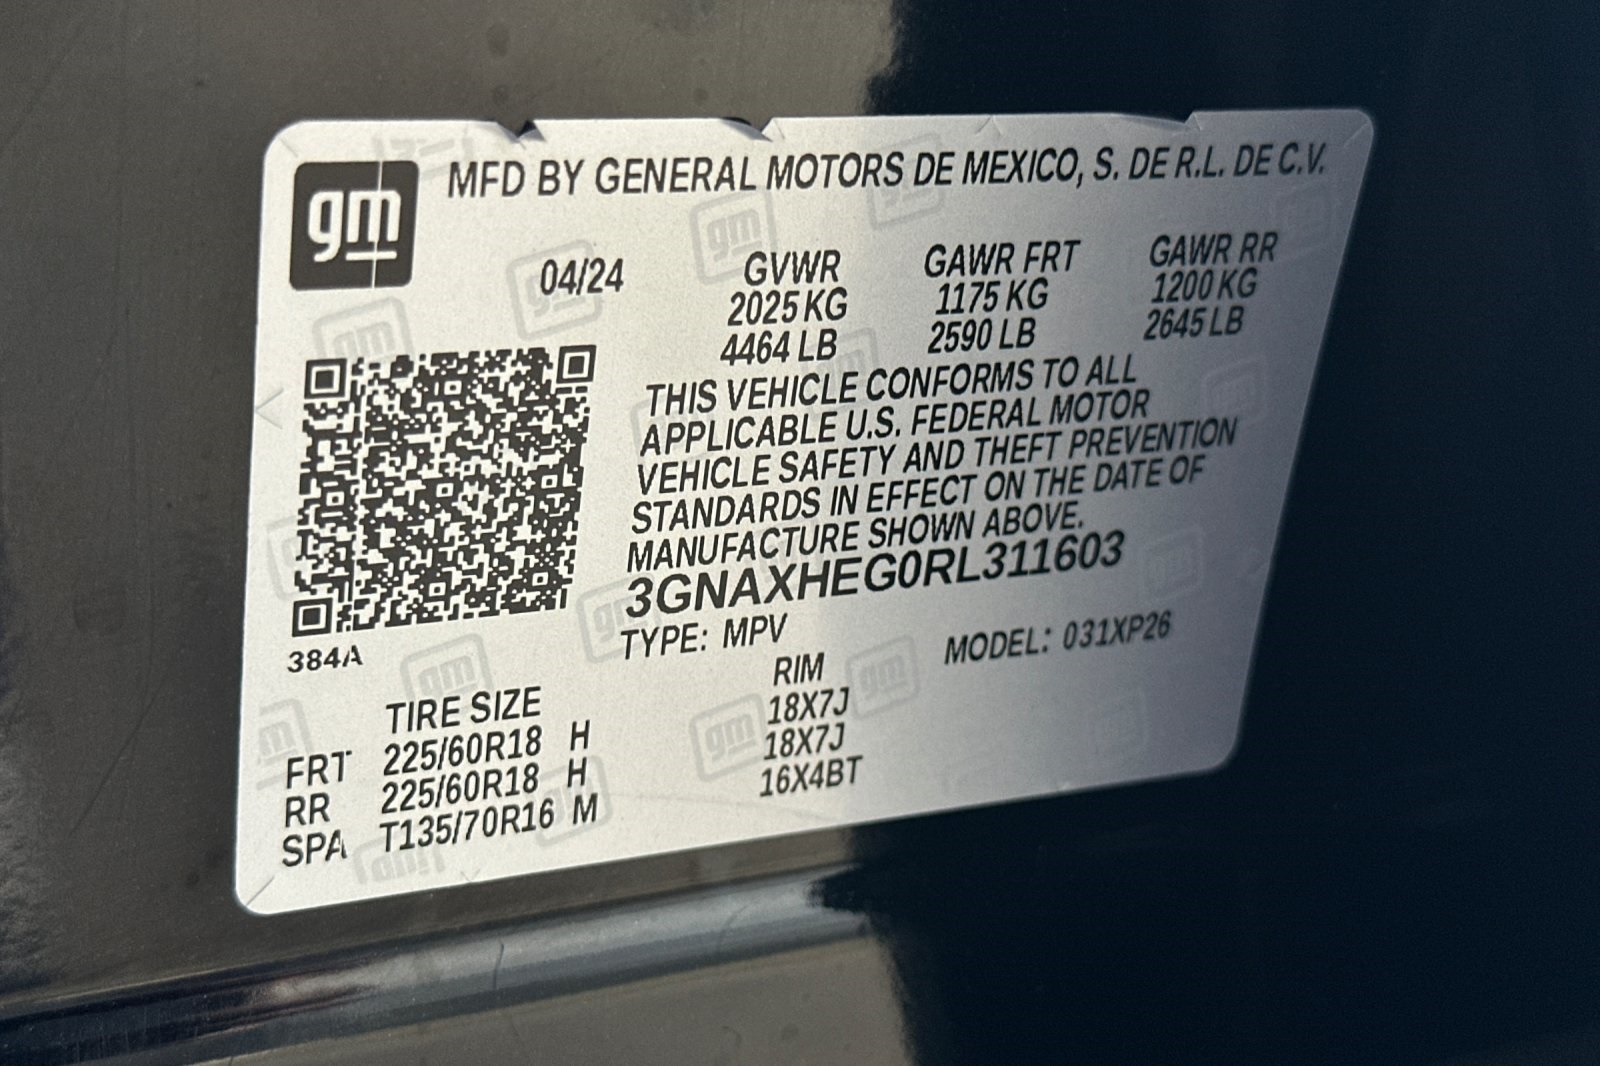 gm
MFD BY GENERAL MOTORS DE MEXICO, S. DE R.L. DE C.V.
04/24
GVWR GAWR FRT GAWR RR
2025 KG 1175 KG 1200 KG
4464 LB 2590 LB 2645 LB
THIS VEHICLE CONFORMS TO ALL
APPLICABLE U.S. FEDERAL MOTOR
VEHICLE SAFETY AND THEFT PREVENTION
STANDARDS IN EFFECT ON THE DATE OF
MANUFACTURE SHOWN ABOVE.
3GNAXHEG0RL311603
384A
TYPE: MPV MODEL: 031XP26
TIRE SIZE RIM
FRT 225/60R18 H 18X7J
RR 225/60R18 H 18X7J
SPA T135/70R16 M 16X4BT